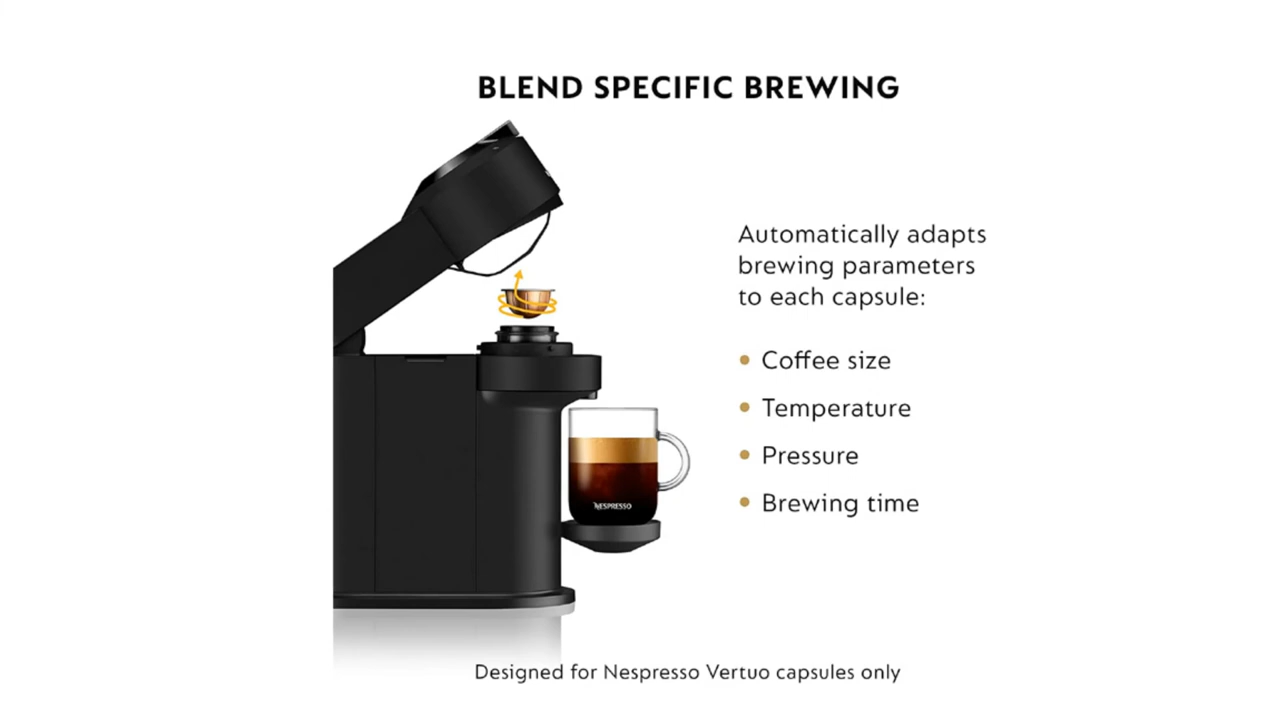 BLEND SPECIFIC BREWING
Automatically adapts
brewing parameters
to each capsule:
Coffee size
Temperature
Pressure
Brewing time
NESPRESSO
Designed for Nespresso Vertuo capsules only